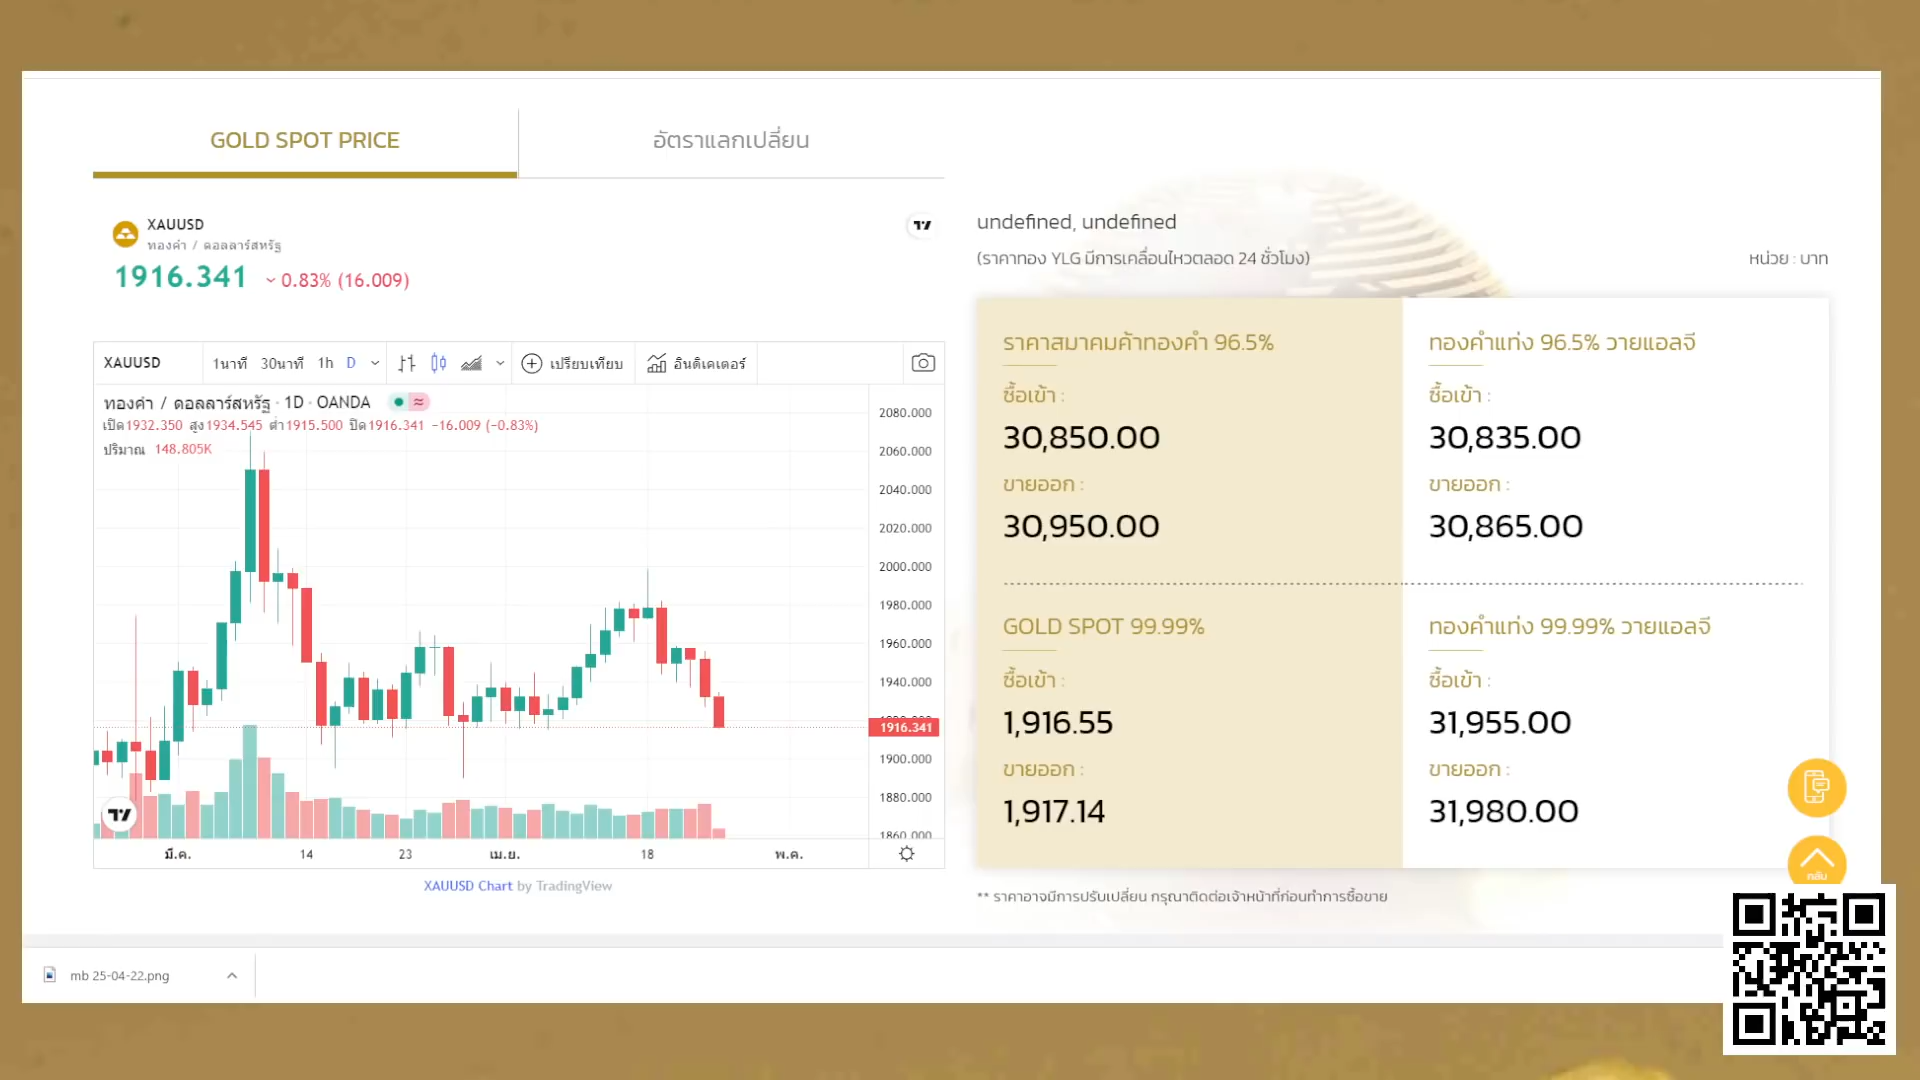 GOLD SPOT PRICE
อัตราแลกเปลี่ยน
XAUUSD
ทองคำ / ดอลลาร์สหรัฐ
1916.341 0.83% (16.009)
XAUUSD 1นาที 30นาที 1h D เปรียบเทียบ อินดิเคเตอร์
ทองคำ / ดอลลาร์สหรัฐ · 1D · OANDA
เปิด1932.350 สูง1934.545 ต่ำ1915.500 ปิด1916.341 −16.009 (−0.83%)
ปริมาณ 148.805K
2080.000
2060.000
2040.000
2020.000
2000.000
1980.000
1960.000
1940.000
1916.341
1900.000
1880.000
1860.000
มี.ค. 14 23 เม.ย. 18 พ.ค.
XAUUSD Chart by TradingView
undefined, undefined
(ราคาทอง YLG มีการเคลื่อนไหวตลอด 24 ชั่วโมง)
หน่วย : บาท
ราคาสมาคมค้าทองคำ 96.5%
ซื้อเข้า :
30,850.00
ขายออก :
30,950.00
ทองคำแท่ง 96.5% วายแอลจี
ซื้อเข้า :
30,835.00
ขายออก :
30,865.00
GOLD SPOT 99.99%
ซื้อเข้า :
1,916.55
ขายออก :
1,917.14
ทองคำแท่ง 99.99% วายแอลจี
ซื้อเข้า :
31,955.00
ขายออก :
31,980.00
กลับ
** ราคาอาจมีการปรับเปลี่ยน กรุณาติดต่อเจ้าหน้าที่ก่อนทำการซื้อขาย
mb 25-04-22.png